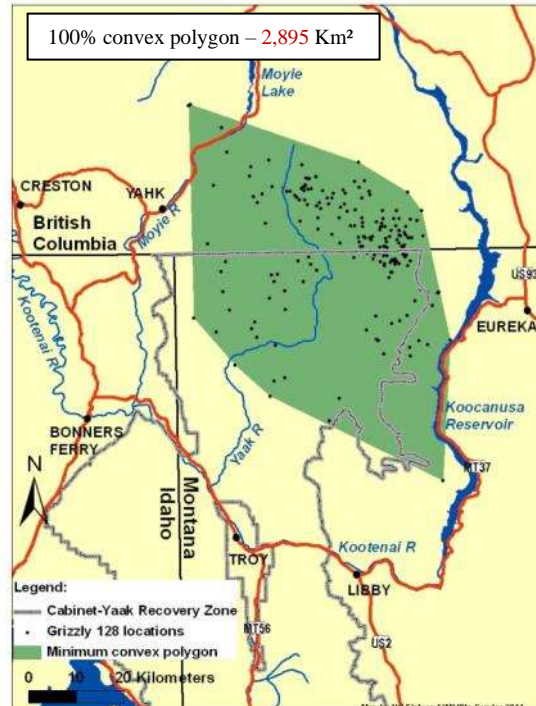 100% convex polygon – 2,895 Km²
Moyie
Lake
CRESTON
YAHK
British
Columbia
Moyie R
US93
EUREKA
Kootenai R
Koocanusa
Reservoir
BONNERS
FERRY
Yaak R
N
MT37
Montana
Idaho
TROY
Kootenai R
LIBBY
Legend:
Cabinet-Yaak Recovery Zone
Grizzly 128 locations
Minimum convex polygon
MT56
US2
0 10 20 Kilometers